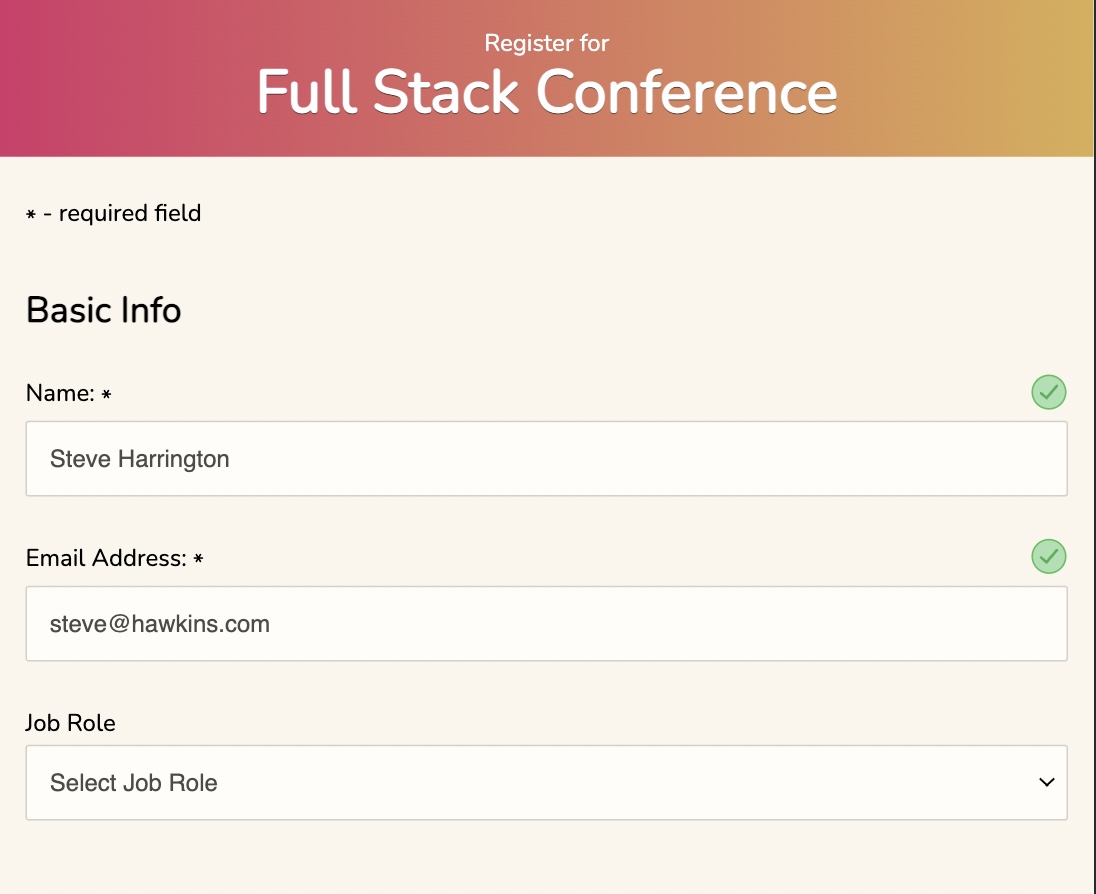 Register for
Full Stack Conference
* - required field
Basic Info
Name: *
Steve Harrington
Email Address: *
steve@hawkins.com
Job Role
Select Job Role